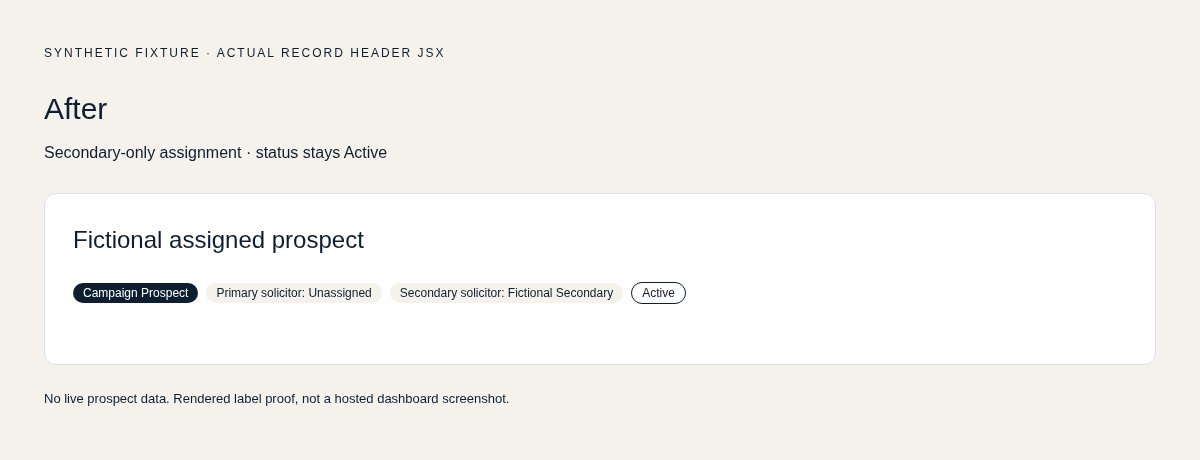 SYNTHETIC FIXTURE · ACTUAL RECORD HEADER JSX
After
Secondary-only assignment · status stays Active
Fictional assigned prospect
Campaign Prospect Primary solicitor: Unassigned Secondary solicitor: Fictional Secondary Active
No live prospect data. Rendered label proof, not a hosted dashboard screenshot.